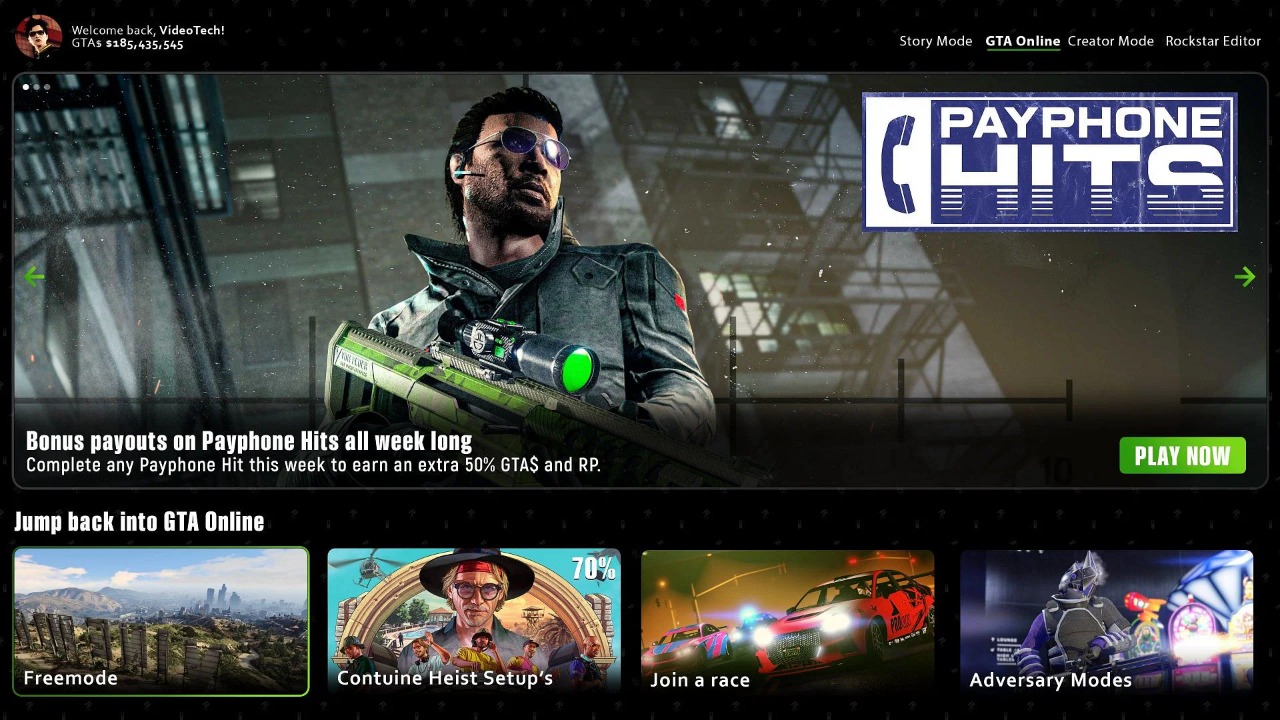 Welcome back, VideoTech!
GTA$ $185,435,545
Story Mode GTA Online Creator Mode Rockstar Editor
PAYPHONE
HITS
Bonus payouts on Payphone Hits all week long
Complete any Payphone Hit this week to earn an extra 50% GTA$ and RP.
10
PLAY NOW
Jump back into GTA Online
70%
Freemode
Contuine Heist Setup's
Join a race
Adversary Modes